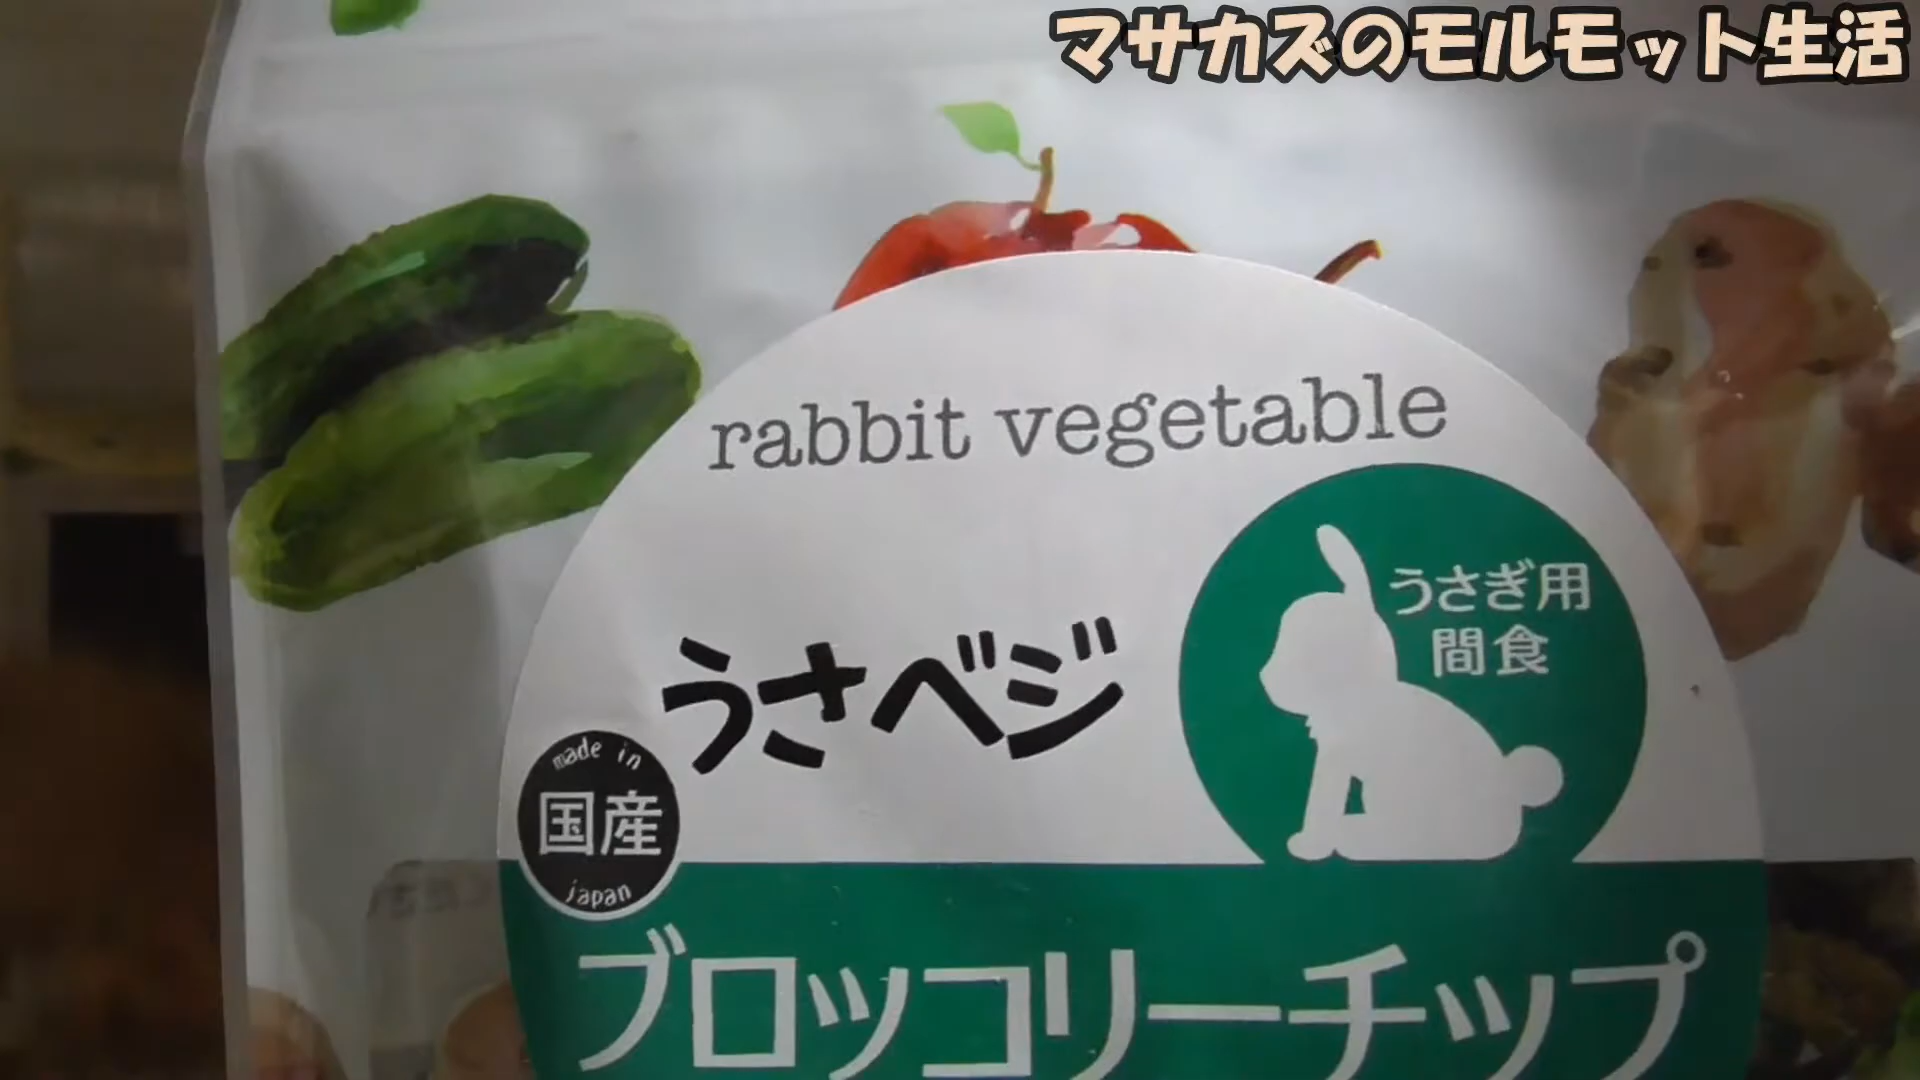 マサカズのモルモット生活
rabbit vegetable
うさぎ用
間食
うさベジ
made in
国産
japan
ブロッコリーチップ